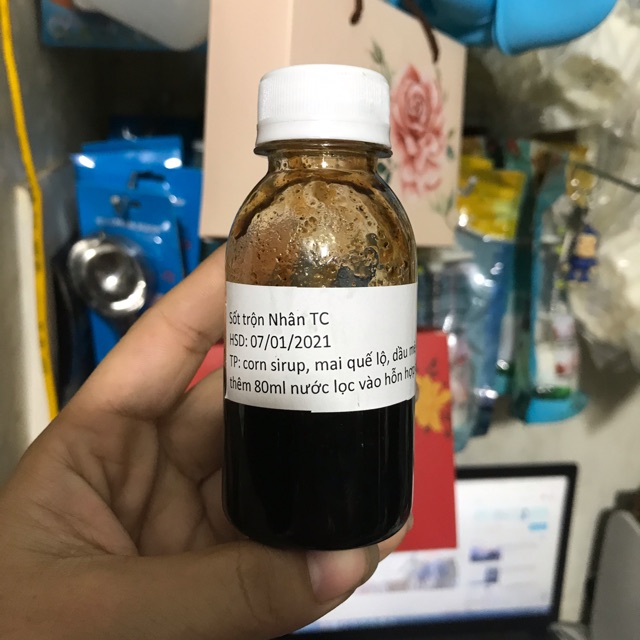 Sốt trộn Nhân TC
HSD: 07/01/2021
TP: corn sirup, mai quế lộ, dầu
thêm 80ml nước lọc vào hỗn hợp